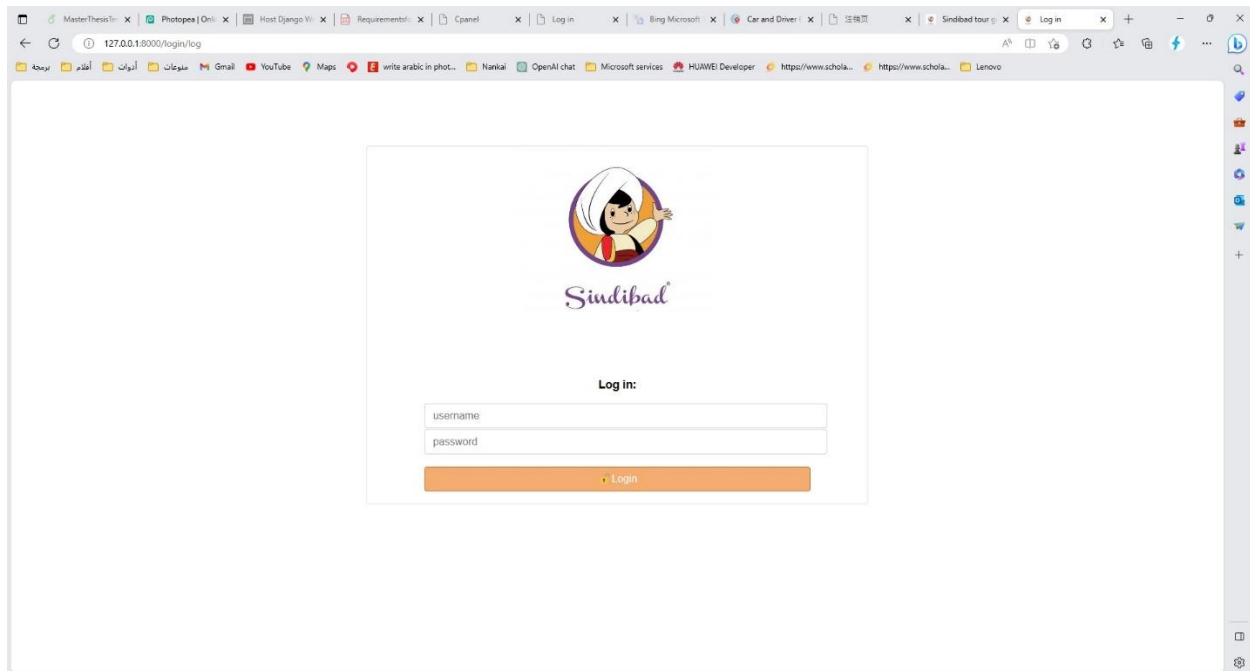 MasterThesisTe Photopea | Onli Host Django W Requirements Cpanel Log in Bing Microsoft Car and Driver Sindibad tour g Log in
127.0.0.1:8000/login/log
برمجة أفلام أدوات منوعات Gmail YouTube Maps write arabic in phot... Nankai OpenAI chat Microsoft services HUAWEI Developer https://www.schola... https://www.schola... Lenovo
Sindibad®
Log in:
username
password
Login